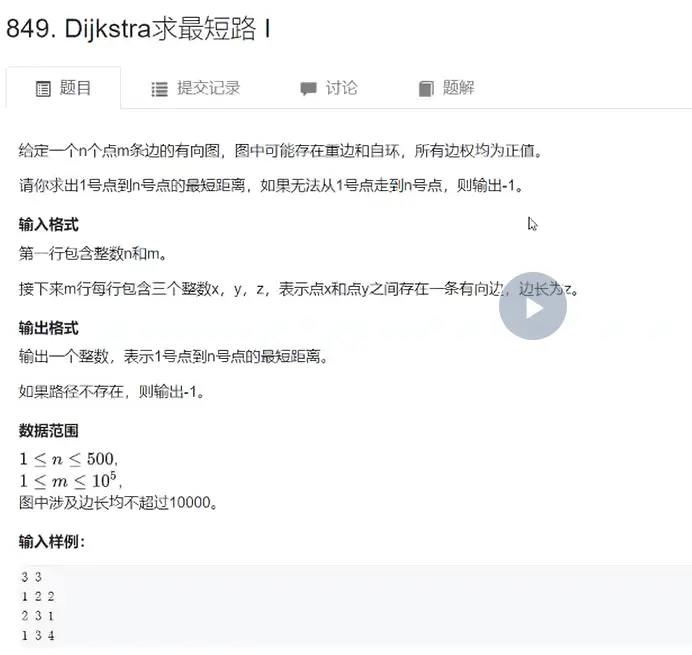 849. Dijkstra求最短路 I
题目 提交记录 讨论 题解
给定一个n个点m条边的有向图，图中可能存在重边和自环，所有边权均为正值。
请你求出1号点到n号点的最短距离，如果无法从1号点走到n号点，则输出-1。
输入格式
第一行包含整数n和m。
接下来m行每行包含三个整数x，y，z，表示点x和点y之间存在一条有向边，边长为z。
输出格式
输出一个整数，表示1号点到n号点的最短距离。
如果路径不存在，则输出-1。
数据范围
1 ≤ n ≤ 500,
1 ≤ m ≤ 10⁵,
图中涉及边长均不超过10000。
输入样例：
3 3
1 2 2
2 3 1
1 3 4